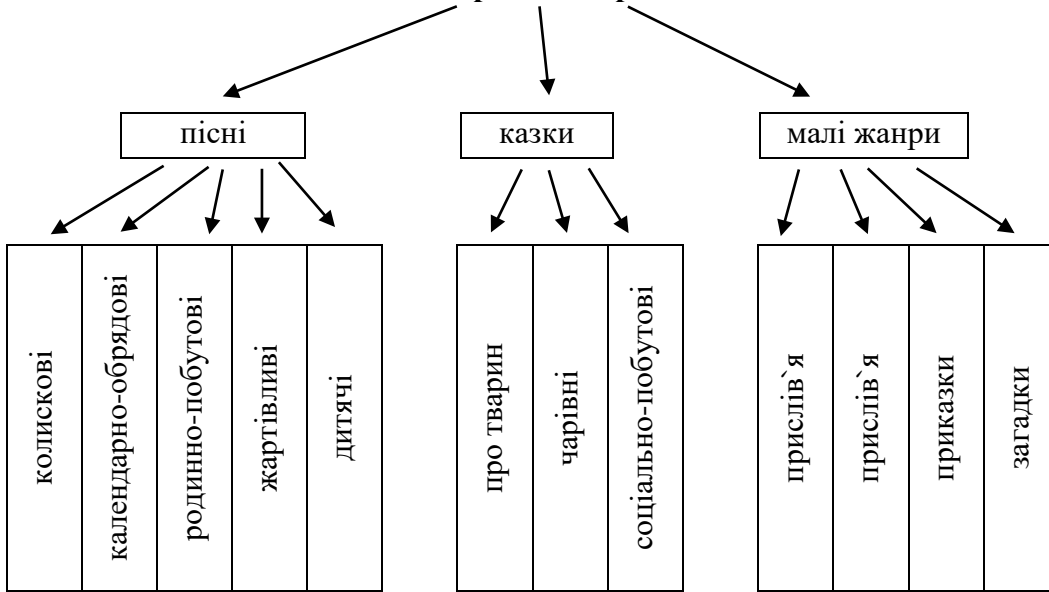 пісні
казки
малі жанри
колискові
календарно-обрядові
родинно-побутові
жартівливі
дитячі
про тварин
чарівні
соціально-побутові
прислів`я
прислів`я
приказки
загадки